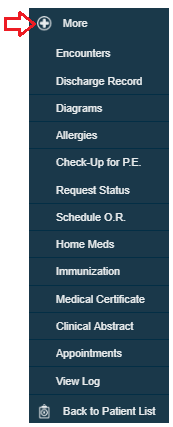 More
Encounters
Discharge Record
Diagrams
Allergies
Check-Up for P.E.
Request Status
Schedule O.R.
Home Meds
Immunization
Medical Certificate
Clinical Abstract
Appointments
View Log
Back to Patient List